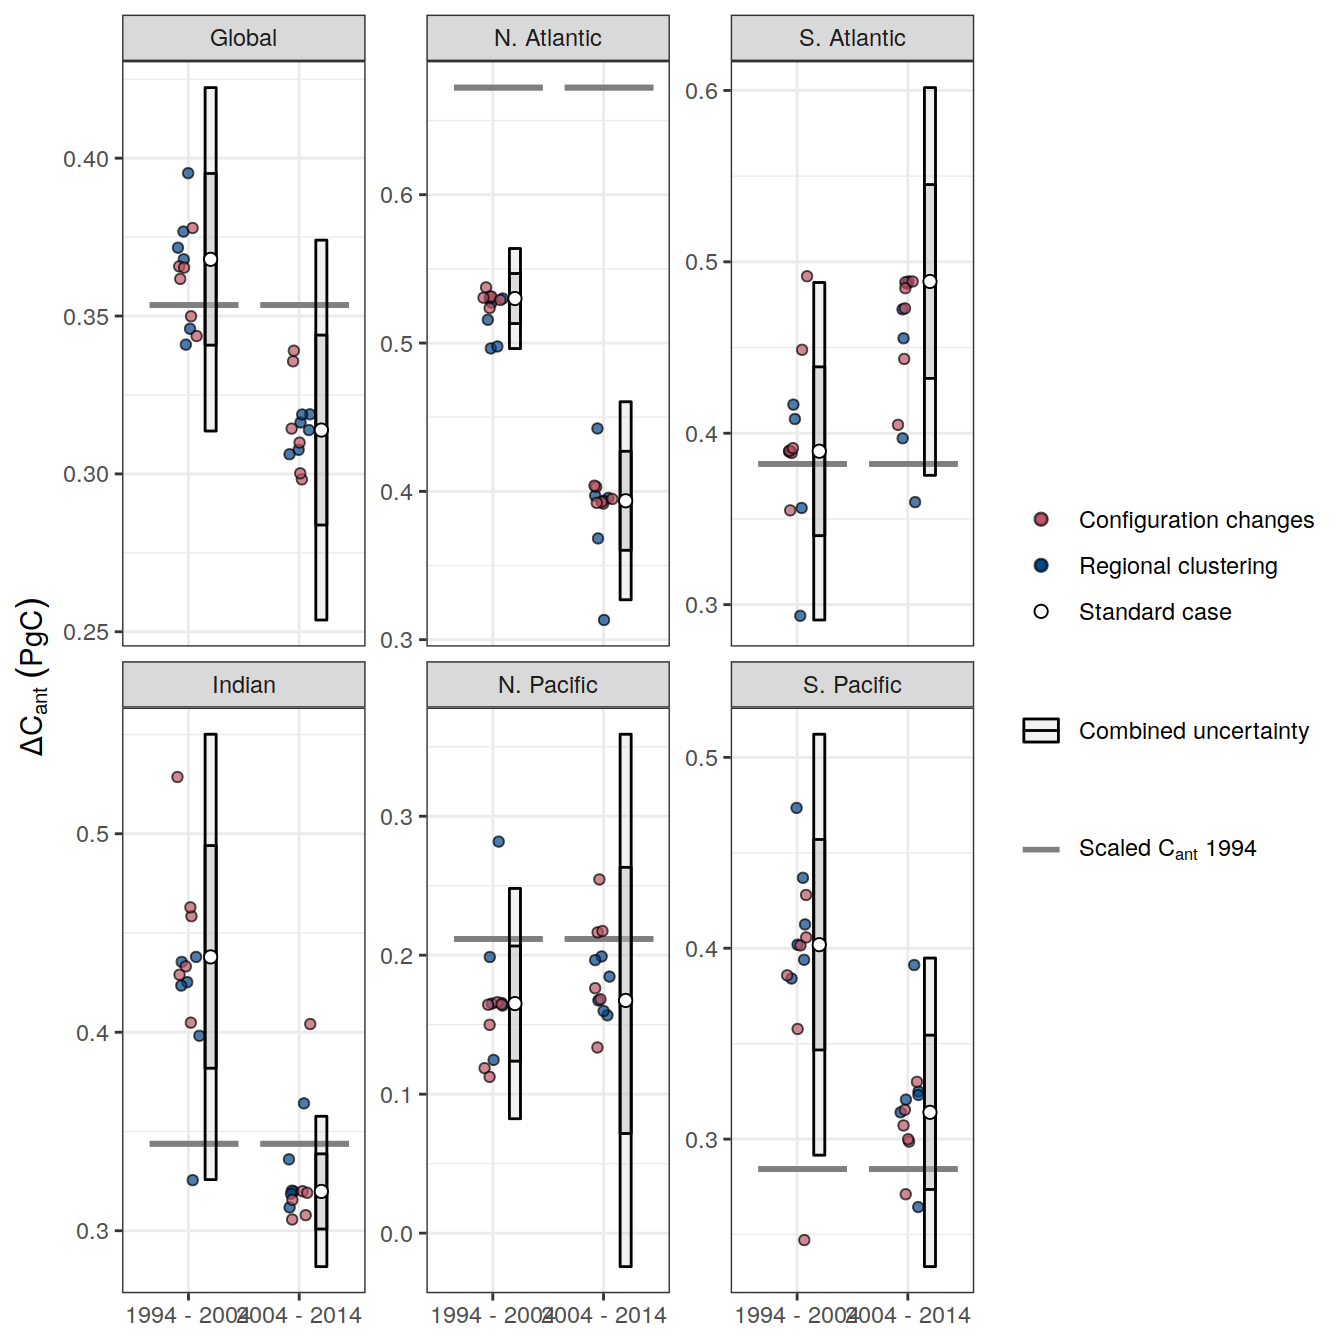 Global
N. Atlantic
S. Atlantic
0.40
0.35
0.30
0.25
0.6
0.5
0.4
0.3
0.6
0.5
0.4
0.3
ΔCant (PgC)
Indian
N. Pacific
S. Pacific
0.5
0.4
0.3
0.3
0.2
0.1
0.0
0.5
0.4
0.3
1994 - 2004
2004 - 2014
1994 - 2004
2004 - 2014
1994 - 2004
2004 - 2014
Configuration changes
Regional clustering
Standard case
Combined uncertainty
Scaled Cant 1994